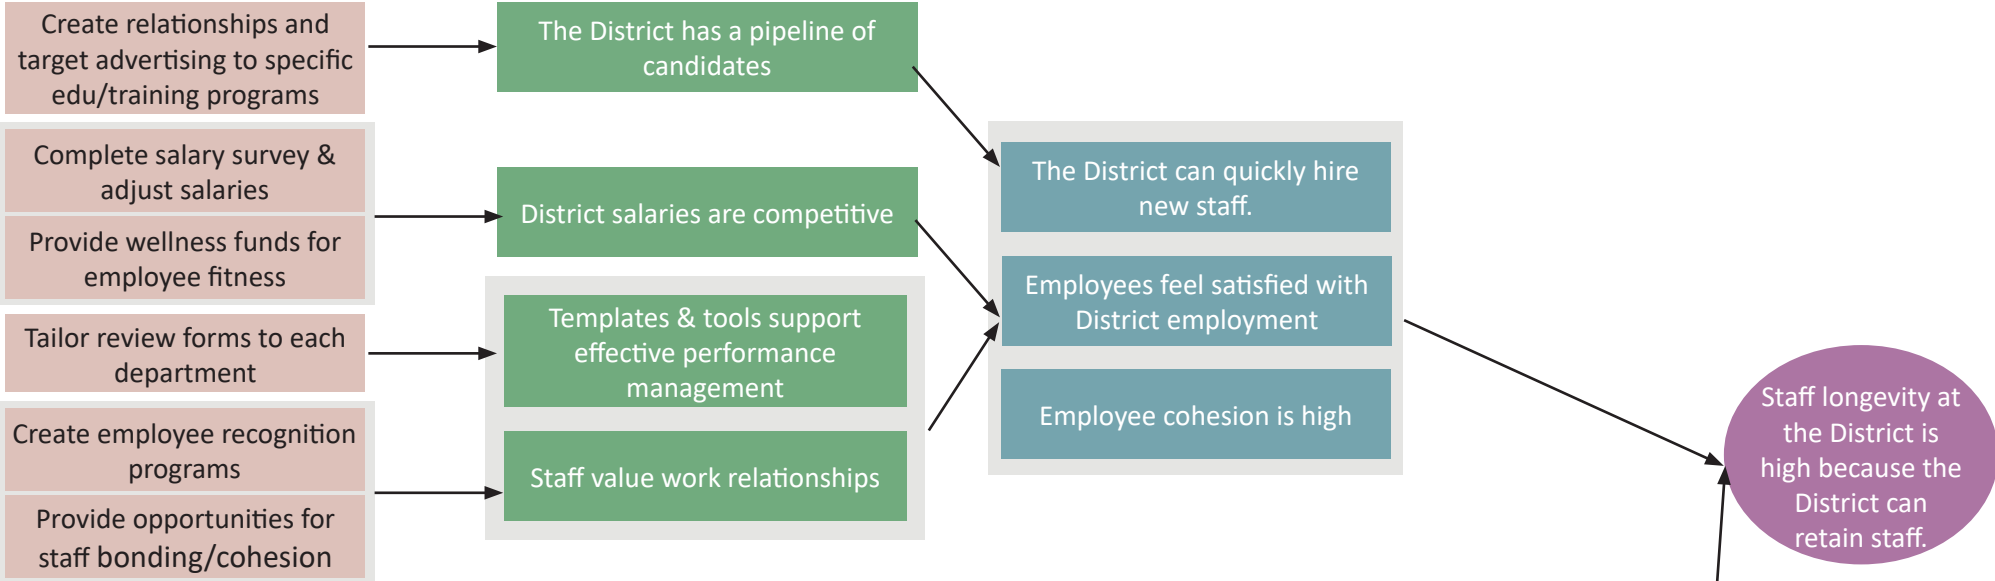 Create relationships and
target advertising to specific
edu/training programs
Complete salary survey &
adjust salaries
Provide wellness funds for
employee fitness
Tailor review forms to each
department
Create employee recognition
programs
Provide opportunities for
staff bonding/cohesion
The District has a pipeline of
candidates
District salaries are competitive
Templates & tools support
effective performance
management
Staff value work relationships
The District can quickly hire
new staff.
Employees feel satisfied with
District employment
Employee cohesion is high
Staff longevity at
the District is
high because the
District can
retain staff.